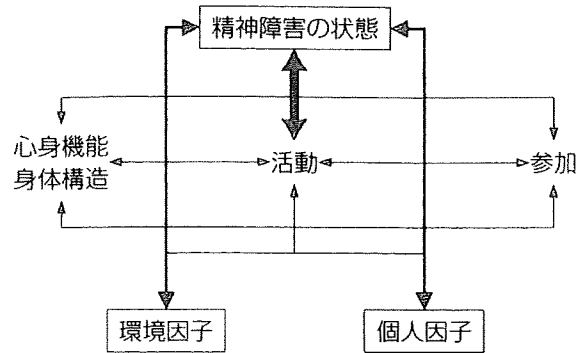 精神障害の状態
心身機能
身体構造
活動
参加
環境因子
個人因子